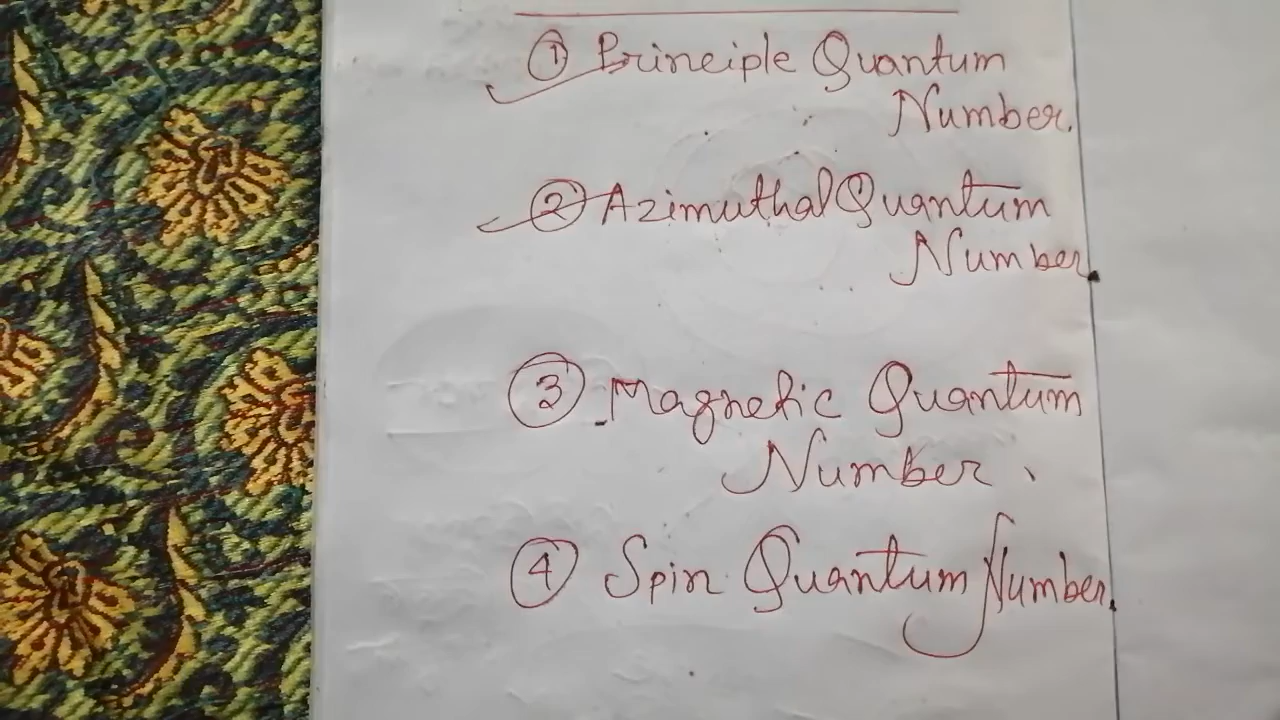 ① Principle Quantum
Number.
② Azimuthal Quantum
Number.
③ Magnetic Quantum
Number.
④ Spin Quantum Number.